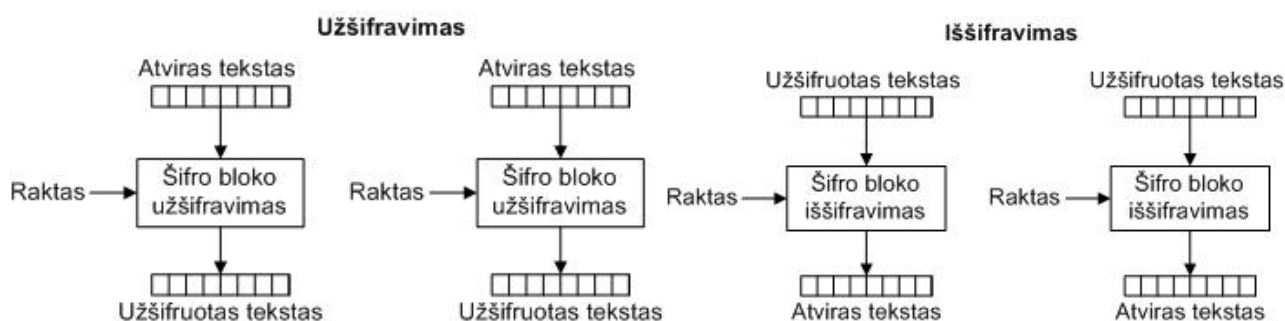 Užšifravimas
Iššifravimas
Atviras tekstas
Atviras tekstas
Užšifruotas tekstas
Užšifruotas tekstas
Raktas
Šifro bloko
užšifravimas
Raktas
Šifro bloko
užšifravimas
Raktas
Šifro bloko
iššifravimas
Raktas
Šifro bloko
iššifravimas
Užšifruotas tekstas
Užšifruotas tekstas
Atviras tekstas
Atviras tekstas